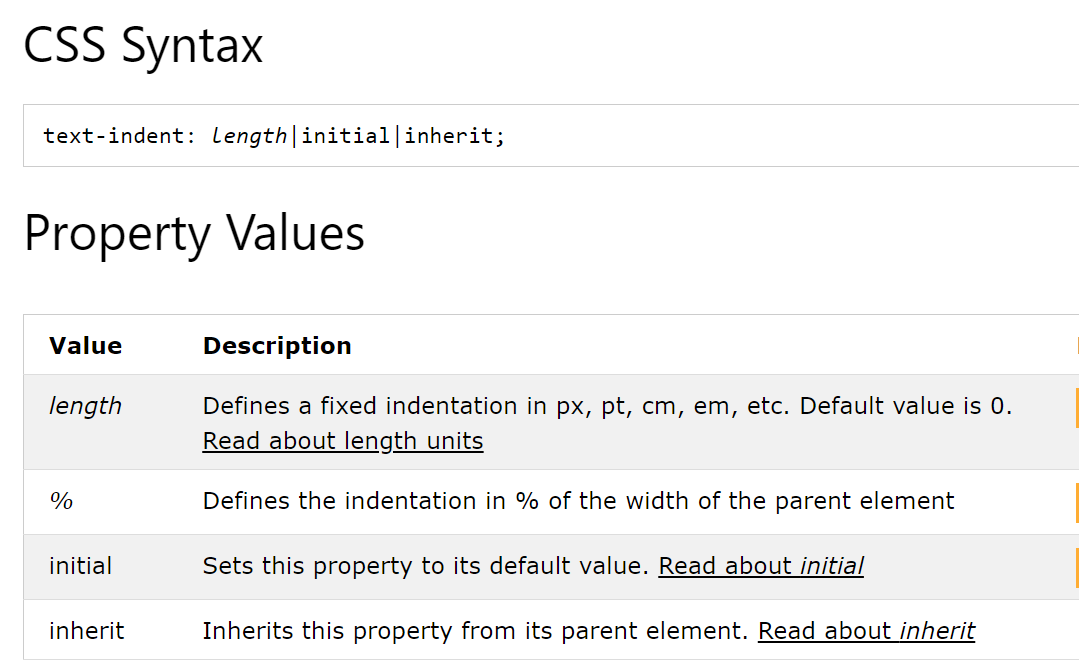 CSS Syntax
text-indent: length|initial|inherit;
Property Values
Value Description
length Defines a fixed indentation in px, pt, cm, em, etc. Default value is 0.
Read about length units
% Defines the indentation in % of the width of the parent element
initial Sets this property to its default value. Read about initial
inherit Inherits this property from its parent element. Read about inherit